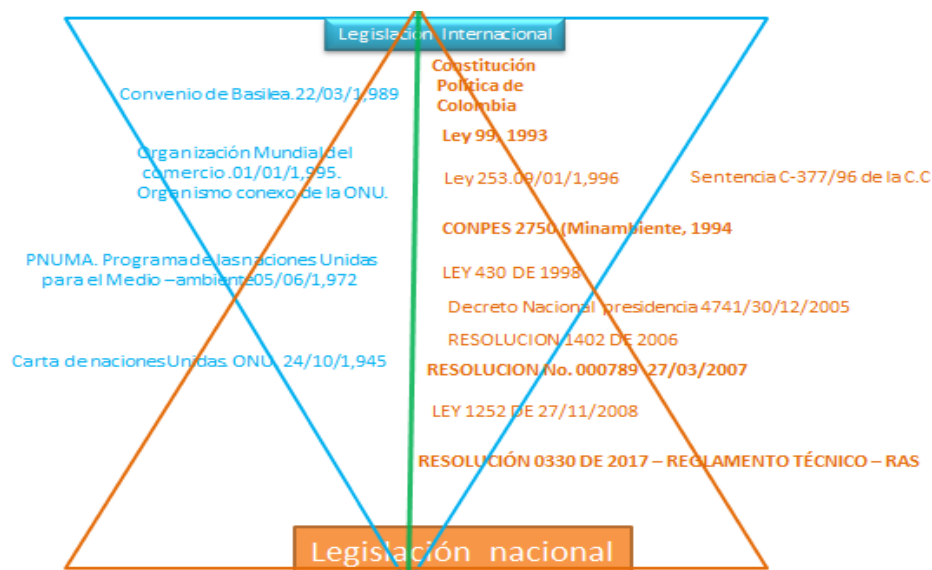 Legislación Internacional
Convenio de Basilea.22/03/1,989
Organización Mundial del
comercio .01/01/1,995.
Organismo conexo de la ONU.
PNUMA. Programa de las naciones Unidas
para el Medio –ambiente05/06/1,972
Carta de naciones Unidas. ONU. 24/10/1,945
Constitución
Política de
Colombia
Ley 99, 1993
Ley 253.09/01/1,996
Sentencia C-377/96 de la C.C
CONPES 2750 (Minambiente, 1994
LEY 430 DE 1998
Decreto Nacional presidencia 4741/30/12/2005
RESOLUCION 1402 DE 2006
RESOLUCION No. 000789 27/03/2007
LEY 1252 DE 27/11/2008
RESOLUCIÓN 0330 DE 2017 – REGLAMENTO TÉCNICO – RAS
Legislación nacional